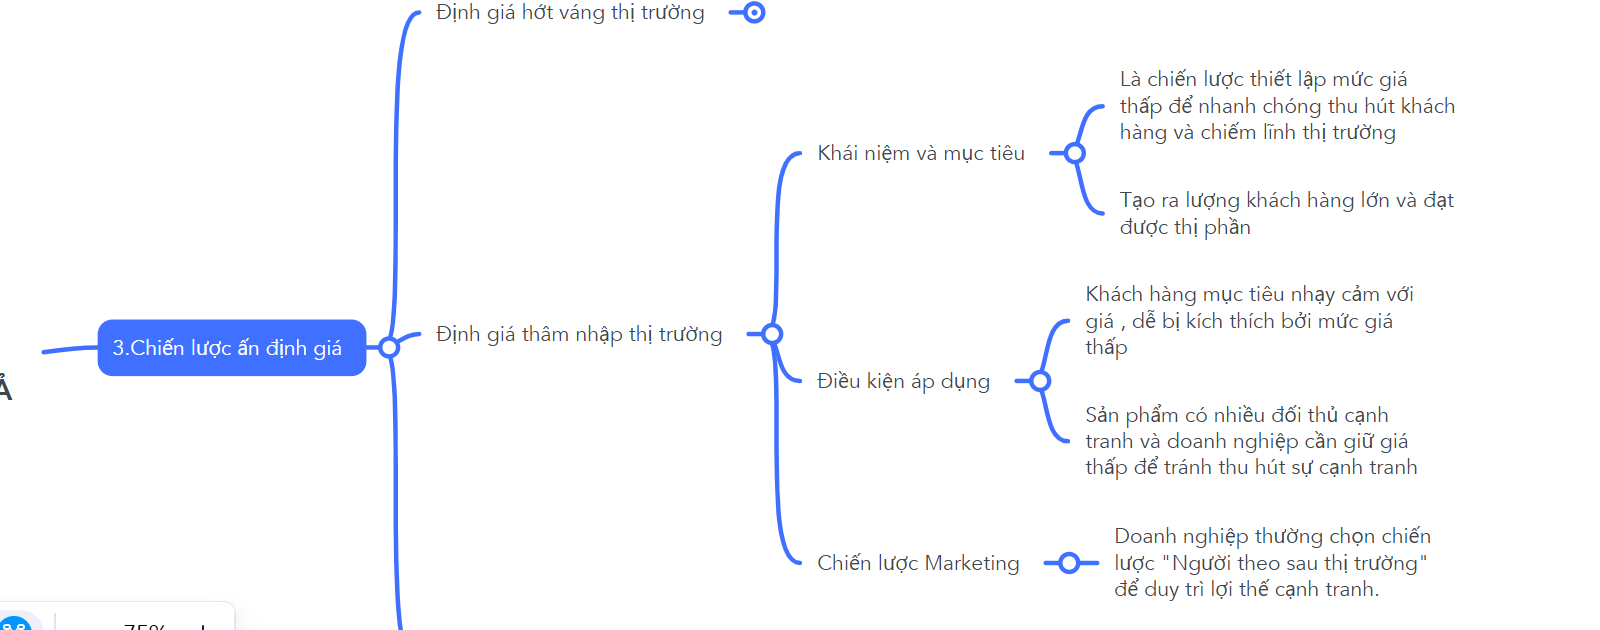 Định giá hớt váng thị trường
Là chiến lược thiết lập mức giá
thấp để nhanh chóng thu hút khách
hàng và chiếm lĩnh thị trường
Khái niệm và mục tiêu
Tạo ra lượng khách hàng lớn và đạt
được thị phần
Khách hàng mục tiêu nhạy cảm với
giá , dễ bị kích thích bởi mức giá
thấp
3.Chiến lược ấn định giá
Định giá thâm nhập thị trường
Điều kiện áp dụng
Sản phẩm có nhiều đối thủ cạnh
tranh và doanh nghiệp cần giữ giá
thấp để tránh thu hút sự cạnh tranh
Ả
Doanh nghiệp thường chọn chiến
lược "Người theo sau thị trường"
để duy trì lợi thế cạnh tranh.
Chiến lược Marketing
75%